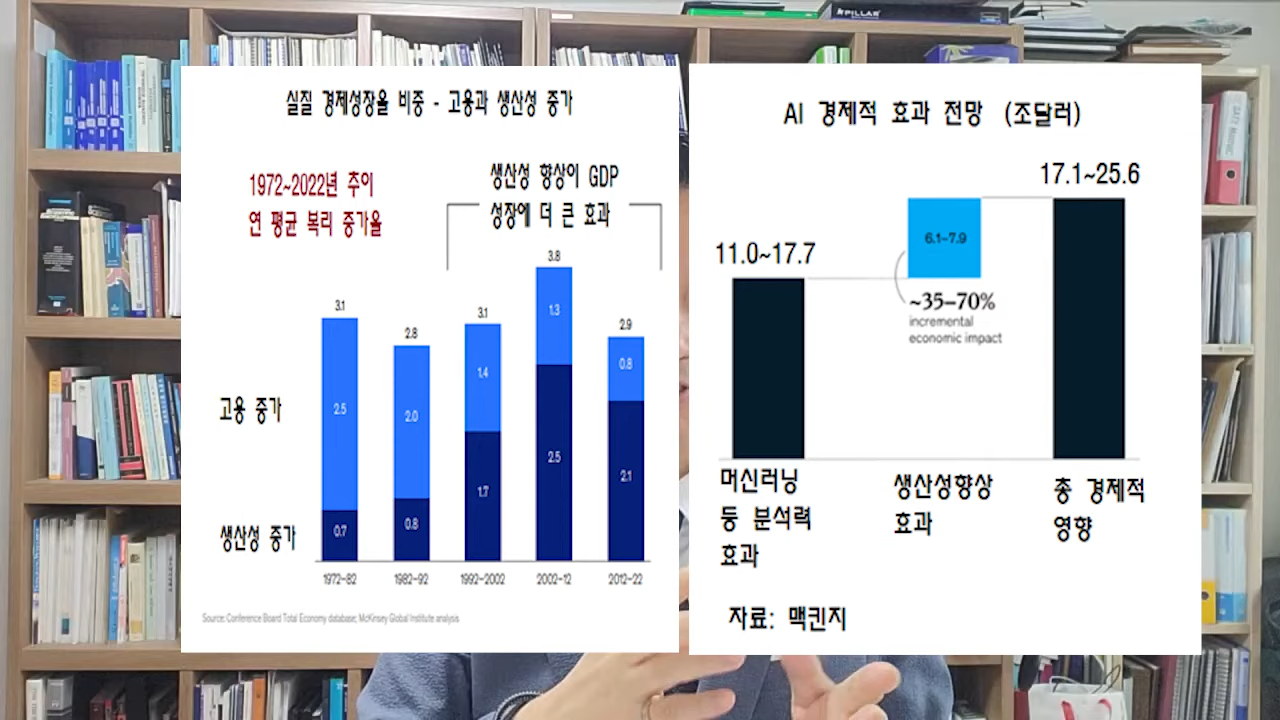 PILLAR
실질 경제성장율 비중 - 고용과 생산성 증가
1972~2022년 추이
연 평균 복리 증가율
생산성 향상이 GDP
성장에 더 큰 효과
3.1
2.8
3.1
3.8
2.9
2.5
2.0
1.4
1.3
0.8
0.7
0.8
1.7
2.5
2.1
고용 증가
생산성 증가
1972–82
1982–92
1992–2002
2002–12
2012–22
Source: Conference Board Total Economy database; McKinsey Global Institute analysis
AI 경제적 효과 전망 (조달러)
11.0~17.7
6.1–7.9
17.1~25.6
~35–70%
incremental
economic impact
머신러닝
등 분석력
효과
생산성향상
효과
총 경제적
영향
자료: 맥킨지